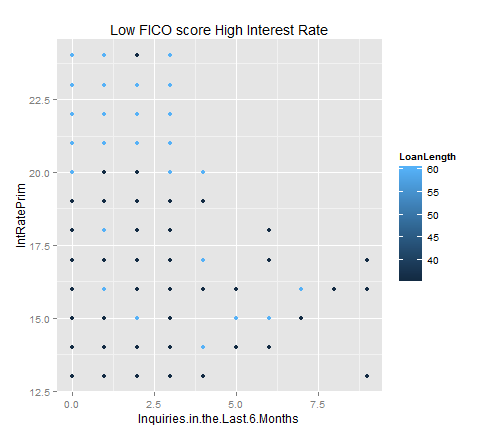 Low FICO score High Interest Rate
IntRatePrim
22.5
20.0
17.5
15.0
12.5
0.0 2.5 5.0 7.5
Inquiries.in.the.Last.6.Months
LoanLength
60
55
50
45
40